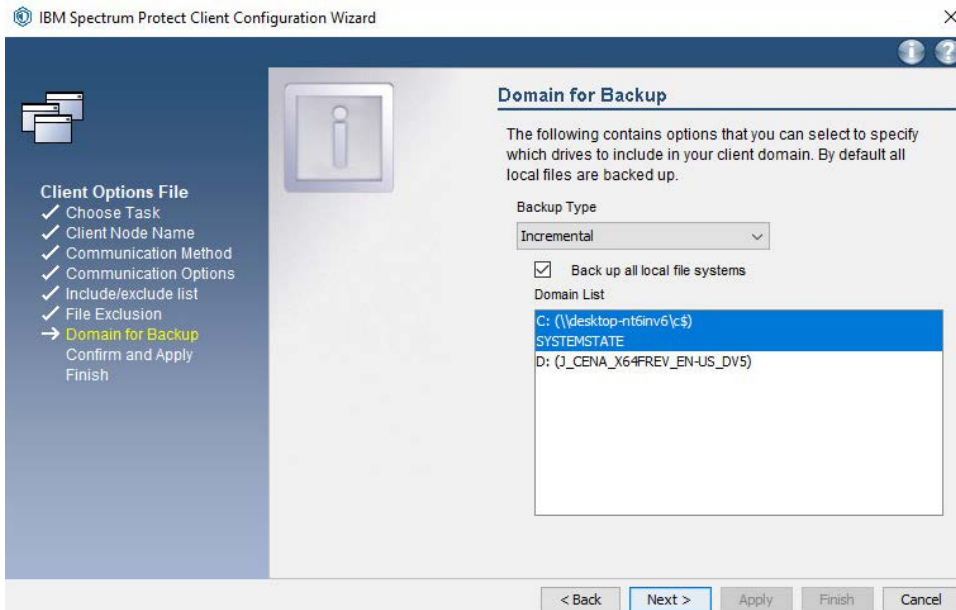 IBM Spectrum Protect Client Configuration Wizard
Domain for Backup
The following contains options that you can select to specify
which drives to include in your client domain. By default all
local files are backed up.
Client Options File
Choose Task
Client Node Name
Communication Method
Communication Options
Include/exclude list
File Exclusion
Domain for Backup
Confirm and Apply
Finish
Backup Type
Incremental
Back up all local file systems
Domain List
C: (\\desktop-nt6inv6\c$)
SYSTEMSTATE
D: (J_CENA_X64FREV_EN-US_DV5)
< Back
Next >
Apply
Finish
Cancel